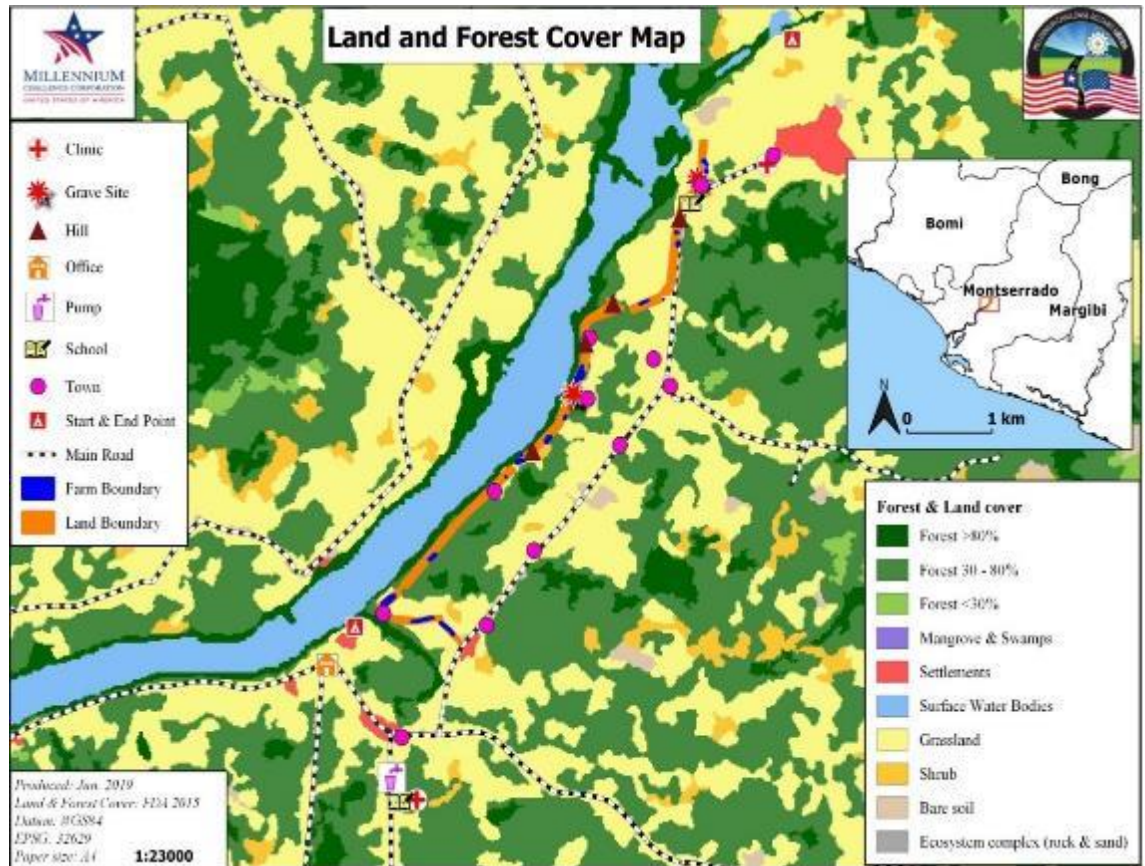 Land and Forest Cover Map
MILLENNIUM
CHALLENGE CORPORATION
UNITED STATES OF AMERICA
Clinic
Grave Site
Hill
Office
Pump
School
Town
Start & End Point
Main Road
Farm Boundary
Land Boundary
Bong
Bomi
Montserrado
Margibi
N
0 1 km
Forest & Land cover
Forest >80%
Forest 30 - 80%
Forest <30%
Mangrove & Swamps
Settlements
Surface Water Bodies
Grassland
Shrub
Bare soil
Ecosystem complex (rock & sand)
Produced: Jun. 2019
Land & Forest Cover: FDA 2015
Datum: WGS84
EPSG. 32629
Paper size: A4 1:23000